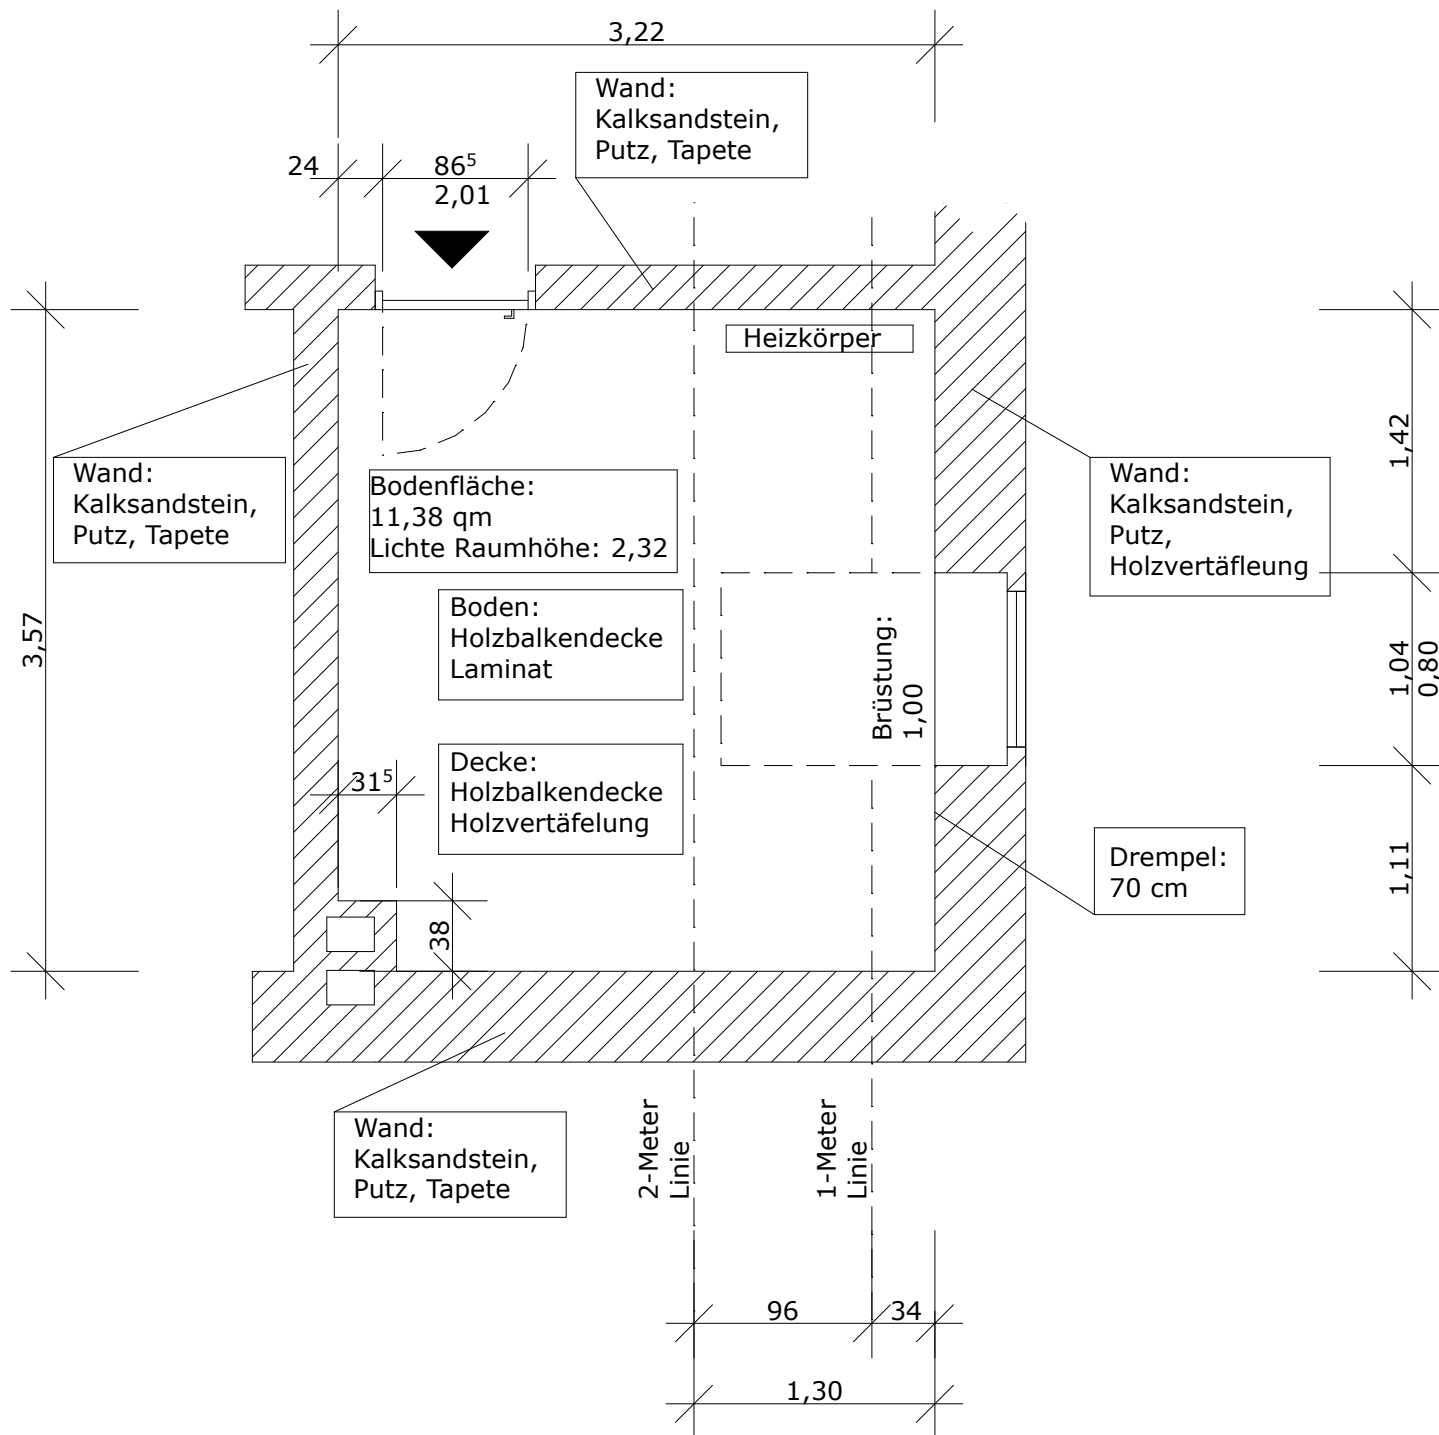 3,22
Wand:
Kalksandstein,
Putz, Tapete
24
86⁵
2,01
Heizkörper
Wand:
Kalksandstein,
Putz, Tapete
Bodenfläche:
11,38 qm
Lichte Raumhöhe: 2,32
Wand:
Kalksandstein,
Putz,
Holzvertäfleung
1,42
3,57
Boden:
Holzbalkendecke
Laminat
Brüstung:
1,00
1,04
0,80
Decke:
Holzbalkendecke
Holzvertäfelung
31⁵
Drempel:
70 cm
1,11
38
Wand:
Kalksandstein,
Putz, Tapete
2-Meter
Linie
1-Meter
Linie
96
34
1,30